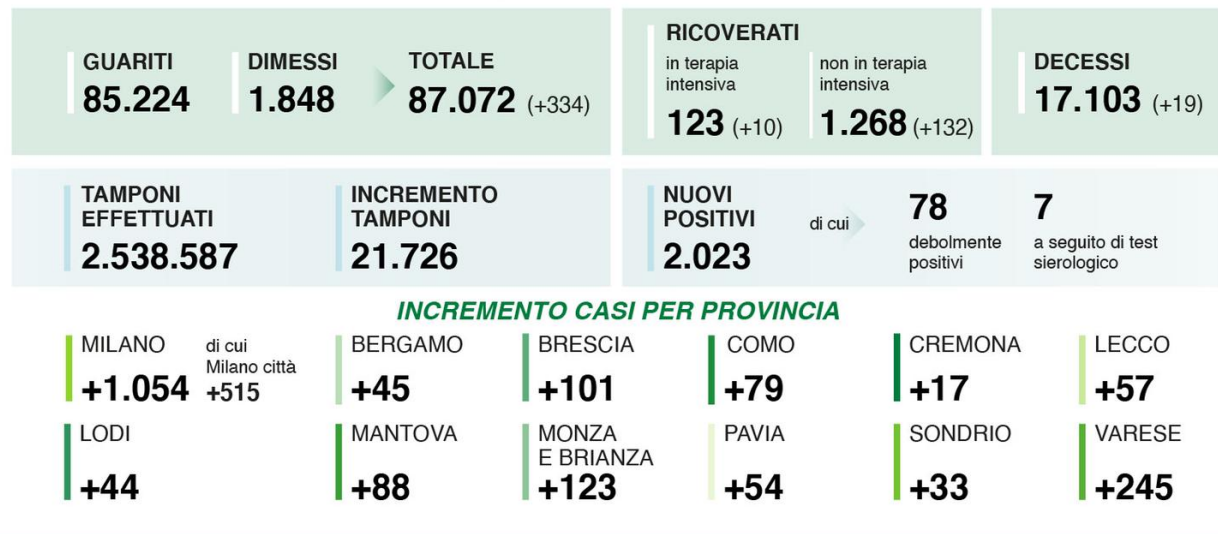 GUARITI
85.224
DIMESSI
1.848
TOTALE
87.072 (+334)
RICOVERATI
in terapia
intensiva
123 (+10)
non in terapia
intensiva
1.268 (+132)
DECESSI
17.103 (+19)
TAMPONI
EFFETTUATI
2.538.587
INCREMENTO
TAMPONI
21.726
NUOVI
POSITIVI
2.023
di cui
78
debolmente
positivi
7
a seguito di test
sierologico
INCREMENTO CASI PER PROVINCIA
MILANO
+1.054
di cui
Milano città
+515
BERGAMO
+45
BRESCIA
+101
COMO
+79
CREMONA
+17
LECCO
+57
LODI
+44
MANTOVA
+88
MONZA
E BRIANZA
+123
PAVIA
+54
SONDRIO
+33
VARESE
+245